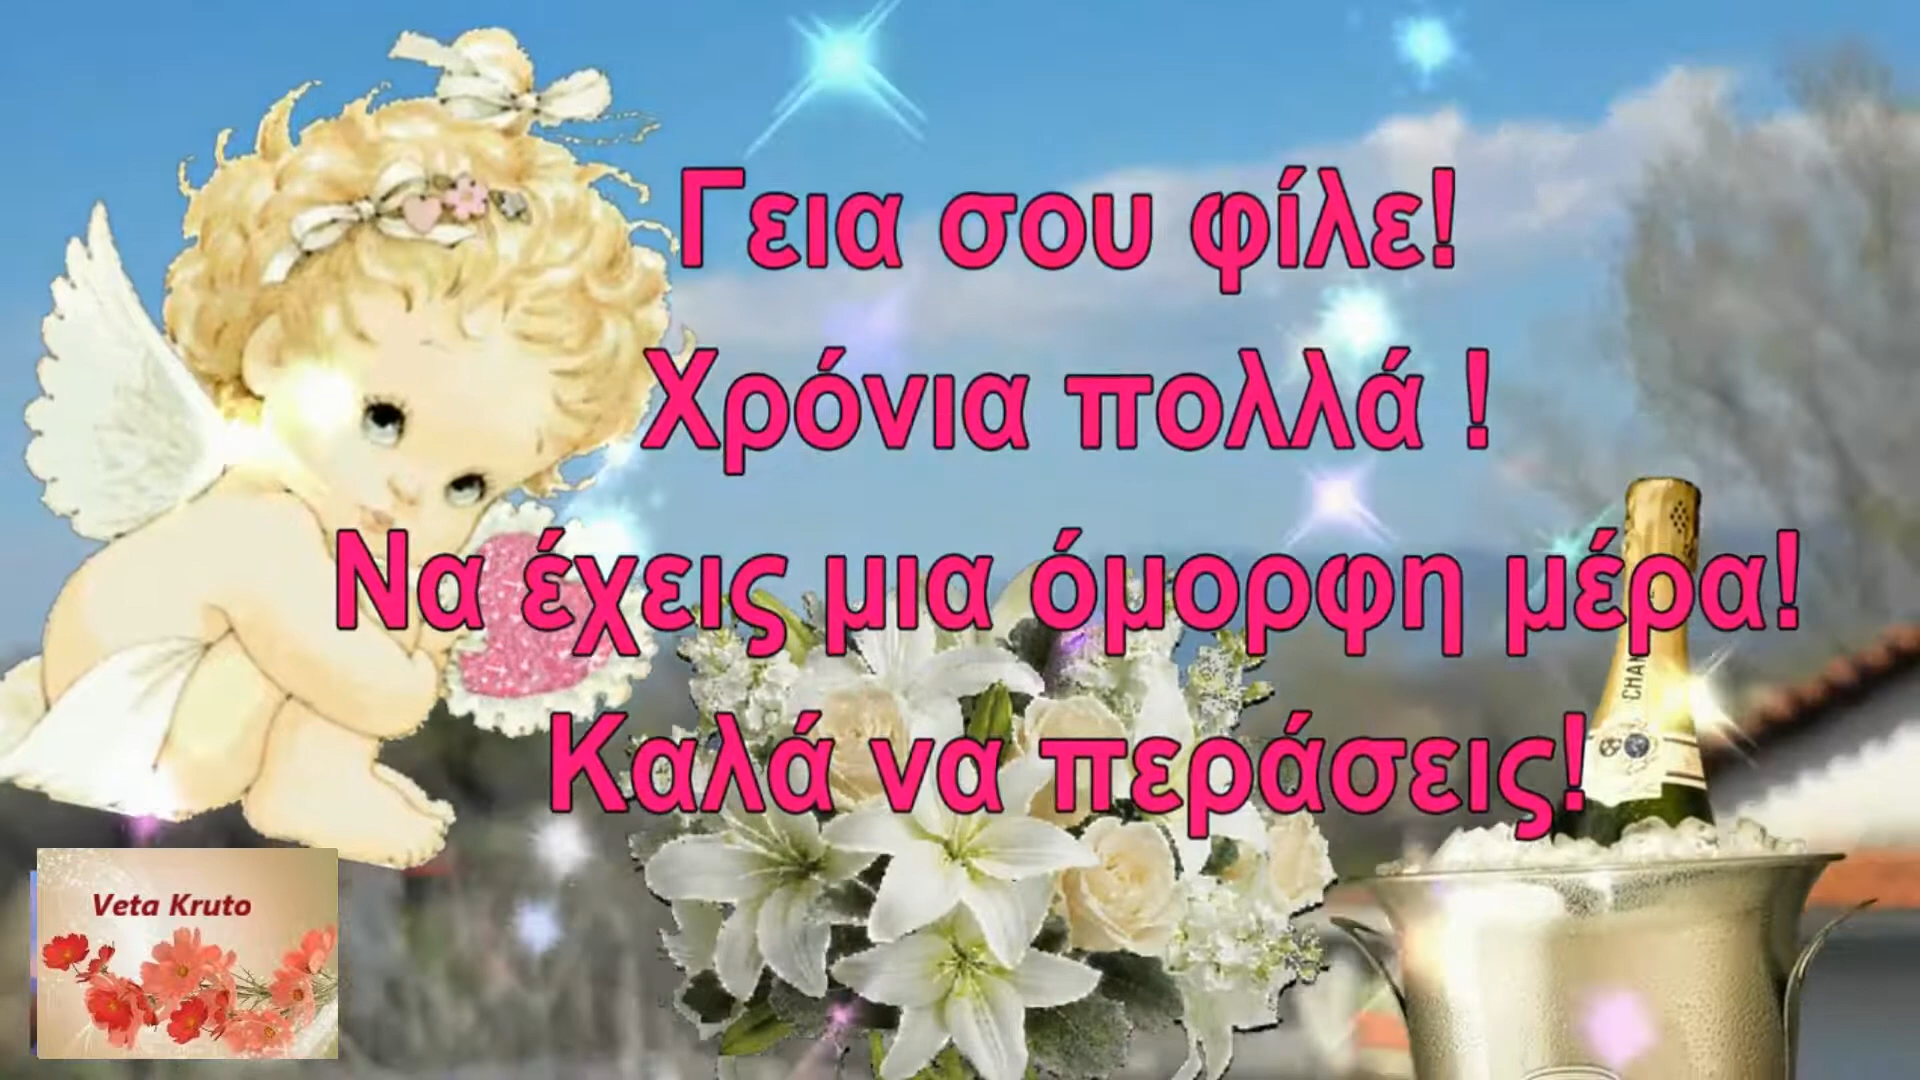 Γεια σου φίλε!
Χρόνια πολλά !
Να έχεις μια όμορφη μέρα!
Καλά να περάσεις!
Veta Kruto